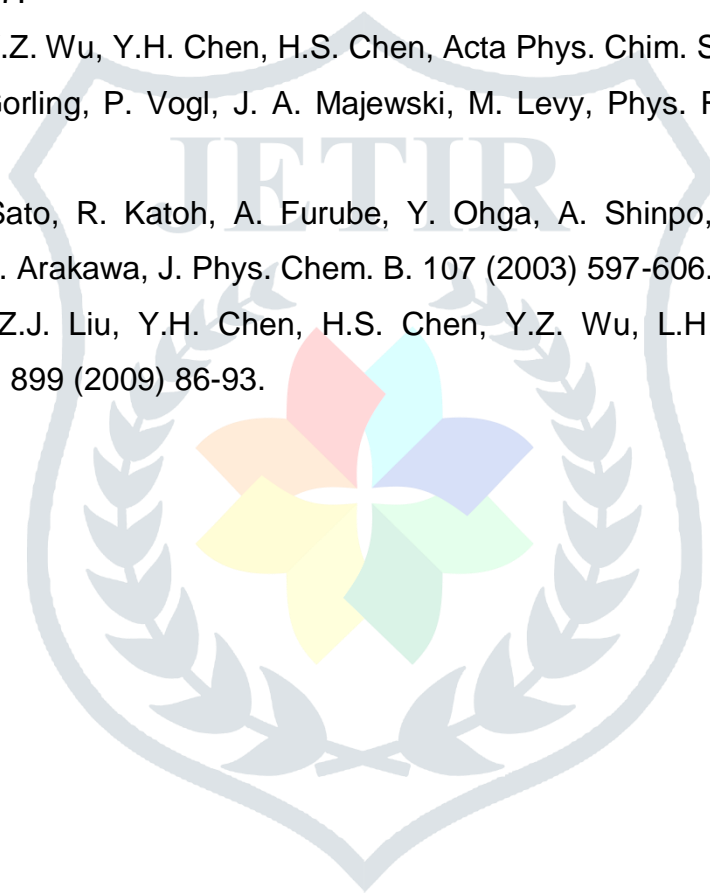 .Z. Wu, Y.H. Chen, H.S. Chen, Acta Phys. Chim. S
orling, P. Vogl, J. A. Majewski, M. Levy, Phys.
JETIR
Sato, R. Katoh, A. Furube, Y. Ohga, A. Shinpo,
. Arakawa, J. Phys. Chem. B. 107 (2003) 597-606.
Z.J. Liu, Y.H. Chen, H.S. Chen, Y.Z. Wu, L.H
899 (2009) 86-93.